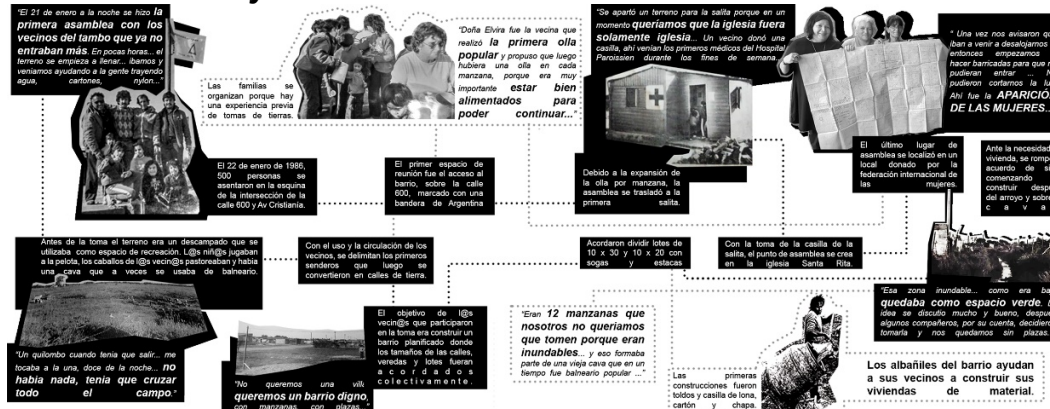 "El 21 de enero a la noche se hizo la
primera asamblea con los
vecinos del tambo que ya no
entraban más. En pocas horas... el
terreno se empieza a llenar... ibamos y
veniamos ayudando a la gente trayendo
agua, cartones, nylon..."
Las familias se
organizan porque hay
una experiencia previa
de tomas de tierras.
"Doña Elvira fue la vecina que
realizó la primera olla
popular y propuso que luego
hubiera una olla en cada
manzana, porque era muy
importante estar bien
alimentados para
poder continuar..."
"Se apartó un terreno para la salita porque en un
momento queríamos que la iglesia fuera
solamente iglesia... Un vecino donó una
casilla, ahí venían los primeros médicos del Hospital
Paroissien durante los fines de semana.
" Una vez nos avisaron qu
iban a venir a desalojarnos
entonces empezamos
hacer barricadas para que n
pudieran entrar ... N
pudieron cortarnos la lu
Ahí fue la APARICIÓ
DE LAS MUJERES..
El 22 de enero de 1986,
500 personas se
asentaron en la esquina
de la intersección de la
calle 600 y Av Cristianía.
El primer espacio de
reunión fue el acceso al
barrio, sobre la calle
600, marcado con una
bandera de Argentina
Debido a la expansión de
la olla por manzana, la
asamblea se trasladó a la
primera salita.
El último lugar de
asamblea se localizó en un
local donado por la
federación internacional de
las mujeres.
Ante la necesidad
vivienda, se rompe
acuerdo de si
comenzando
construir despu
del arroyo y sobre
c a v a
Antes de la toma el terreno era un descampado que se
utilizaba como espacio de recreación. L@s niñ@s jugaban
a la pelota, los caballos de l@s vecin@s pastoreaban y había
una cava que a veces se usaba de balneario.
Con el uso y la circulación de los
vecinos, se delimitan los primeros
senderos que luego se
convertieron en calles de tierra.
Acordaron dividir lotes de
10 x 30 y 10 x 20 con
sogas y estacas
Con la toma de la casilla de la
salita, el punto de asamblea se crea
en la iglesia Santa Rita.
"Un quilombo cuando tenia que salir... me
tocaba a la una, doce de la noche... no
había nada, tenía que cruzar
todo el campo."
"No queremos una vill
queremos un barrio digno,
con manzanas, con plazas..."
El objetivo de l@s
vecin@s que participaron
en la toma era construir un
barrio planificado donde
los tamaños de las calles,
veredas y lotes fueran
acordados
colectivamente.
"Eran 12 manzanas que
nosotros no queriamos
que tomen porque eran
inundables... y eso formaba
parte de una vieja cava que en un
tiempo fue balneario popular ..."
Las primeras
construcciones fueron
toldos y casilla de lona,
cartón y chapa.
"Esa zona inundable... como era ba
quedaba como espacio verde.
idea se discutio mucho y bueno, despué
algunos compañeros, por su cuenta, decidiero
tomarla y nos quedamos sin plazas.
Los albañiles del barrio ayudan
a sus vecinos a construir sus
viviendas de material.